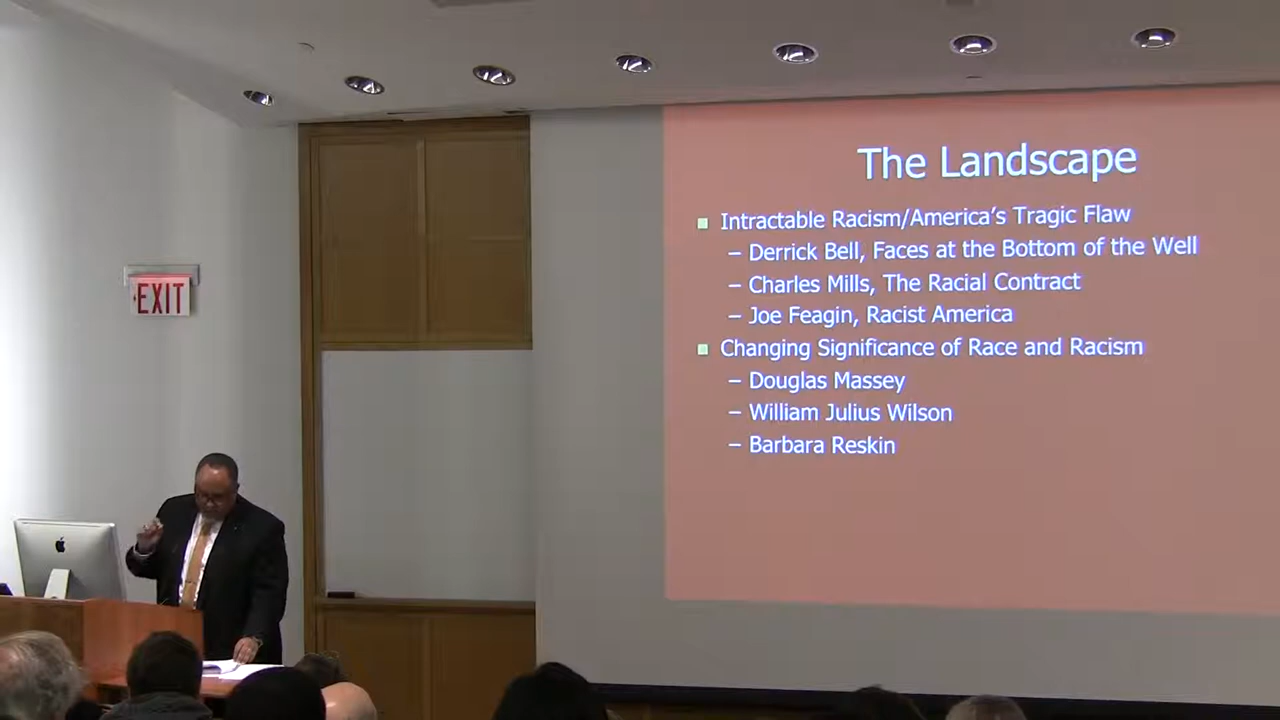 EXIT
The Landscape
Intractable Racism/America's Tragic Flaw
– Derrick Bell, Faces at the Bottom of the Well
– Charles Mills, The Racial Contract
– Joe Feagin, Racist America
Changing Significance of Race and Racism
– Douglas Massey
– William Julius Wilson
– Barbara Reskin